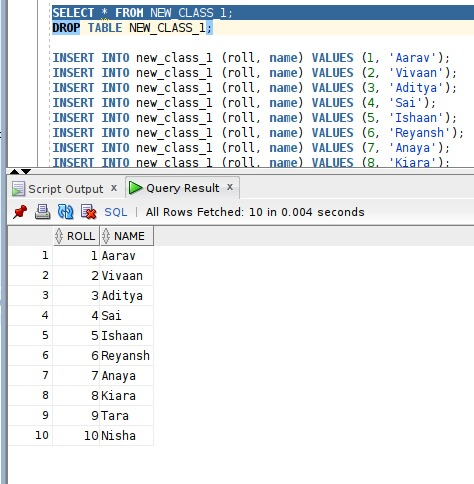 SELECT * FROM NEW_CLASS_1;
DROP TABLE NEW_CLASS_1;
INSERT INTO new_class_1 (roll, name) VALUES (1, 'Aarav');
INSERT INTO new_class_1 (roll, name) VALUES (2, 'Vivaan');
INSERT INTO new_class_1 (roll, name) VALUES (3, 'Aditya');
INSERT INTO new_class_1 (roll, name) VALUES (4, 'Sai');
INSERT INTO new_class_1 (roll, name) VALUES (5, 'Ishaan');
INSERT INTO new_class_1 (roll, name) VALUES (6, 'Reyansh');
INSERT INTO new_class_1 (roll, name) VALUES (7, 'Anaya');
INSERT INTO new_class_1 (roll, name) VALUES (8, 'Kiara');
Script Output x Query Result x
SQL | All Rows Fetched: 10 in 0.004 seconds
ROLL NAME
1 1 Aarav
2 2 Vivaan
3 3 Aditya
4 4 Sai
5 5 Ishaan
6 6 Reyansh
7 7 Anaya
8 8 Kiara
9 9 Tara
10 10 Nisha